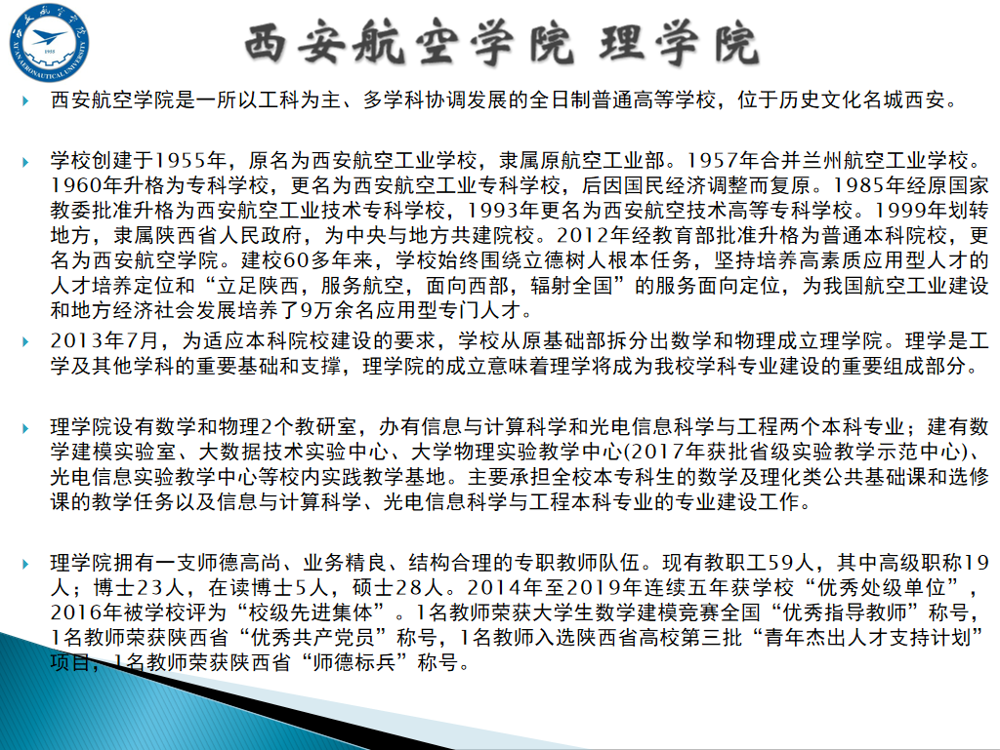 西安航空学院
XI'AN AERONAUTICAL UNIVERSITY
1955
西安航空学院 理学院
西安航空学院是一所以工科为主、多学科协调发展的全日制普通高等学校，位于历史文化名城西安。
学校创建于1955年，原名为西安航空工业学校，隶属原航空工业部。1957年合并兰州航空工业学校。
1960年升格为专科学校，更名为西安航空工业专科学校，后因国民经济调整而复原。1985年经原国家
教委批准升格为西安航空工业技术专科学校，1993年更名为西安航空技术高等专科学校。1999年划转
地方，隶属陕西省人民政府，为中央与地方共建院校。2012年经教育部批准升格为普通本科院校，更
名为西安航空学院。建校60多年来，学校始终围绕立德树人根本任务，坚持培养高素质应用型人才的
人才培养定位和“立足陕西，服务航空，面向西部，辐射全国”的服务面向定位，为我国航空工业建设
和地方经济社会发展培养了9万余名应用型专门人才。
2013年7月，为适应本科院校建设的要求，学校从原基础部拆分出数学和物理成立理学院。理学是工
学及其他学科的重要基础和支撑，理学院的成立意味着理学将成为我校学科专业建设的重要组成部分。
理学院设有数学和物理2个教研室，办有信息与计算科学和光电信息科学与工程两个本科专业；建有数
学建模实验室、大数据技术实验中心、大学物理实验教学中心(2017年获批省级实验教学示范中心)、
光电信息实验教学中心等校内实践教学基地。主要承担全校本专科生的数学及理化类公共基础课和选修
课的教学任务以及信息与计算科学、光电信息科学与工程本科专业的专业建设工作。
理学院拥有一支师德高尚、业务精良、结构合理的专职教师队伍。现有教职工59人，其中高级职称19
人；博士23人，在读博士5人，硕士28人。2014年至2019年连续五年获学校“优秀处级单位”，
2016年被学校评为“校级先进集体”。1名教师荣获大学生数学建模竞赛全国“优秀指导教师”称号，
1名教师荣获陕西省“优秀共产党员”称号，1名教师入选陕西省高校第三批“青年杰出人才支持计划”
项目，1名教师荣获陕西省“师德标兵”称号。